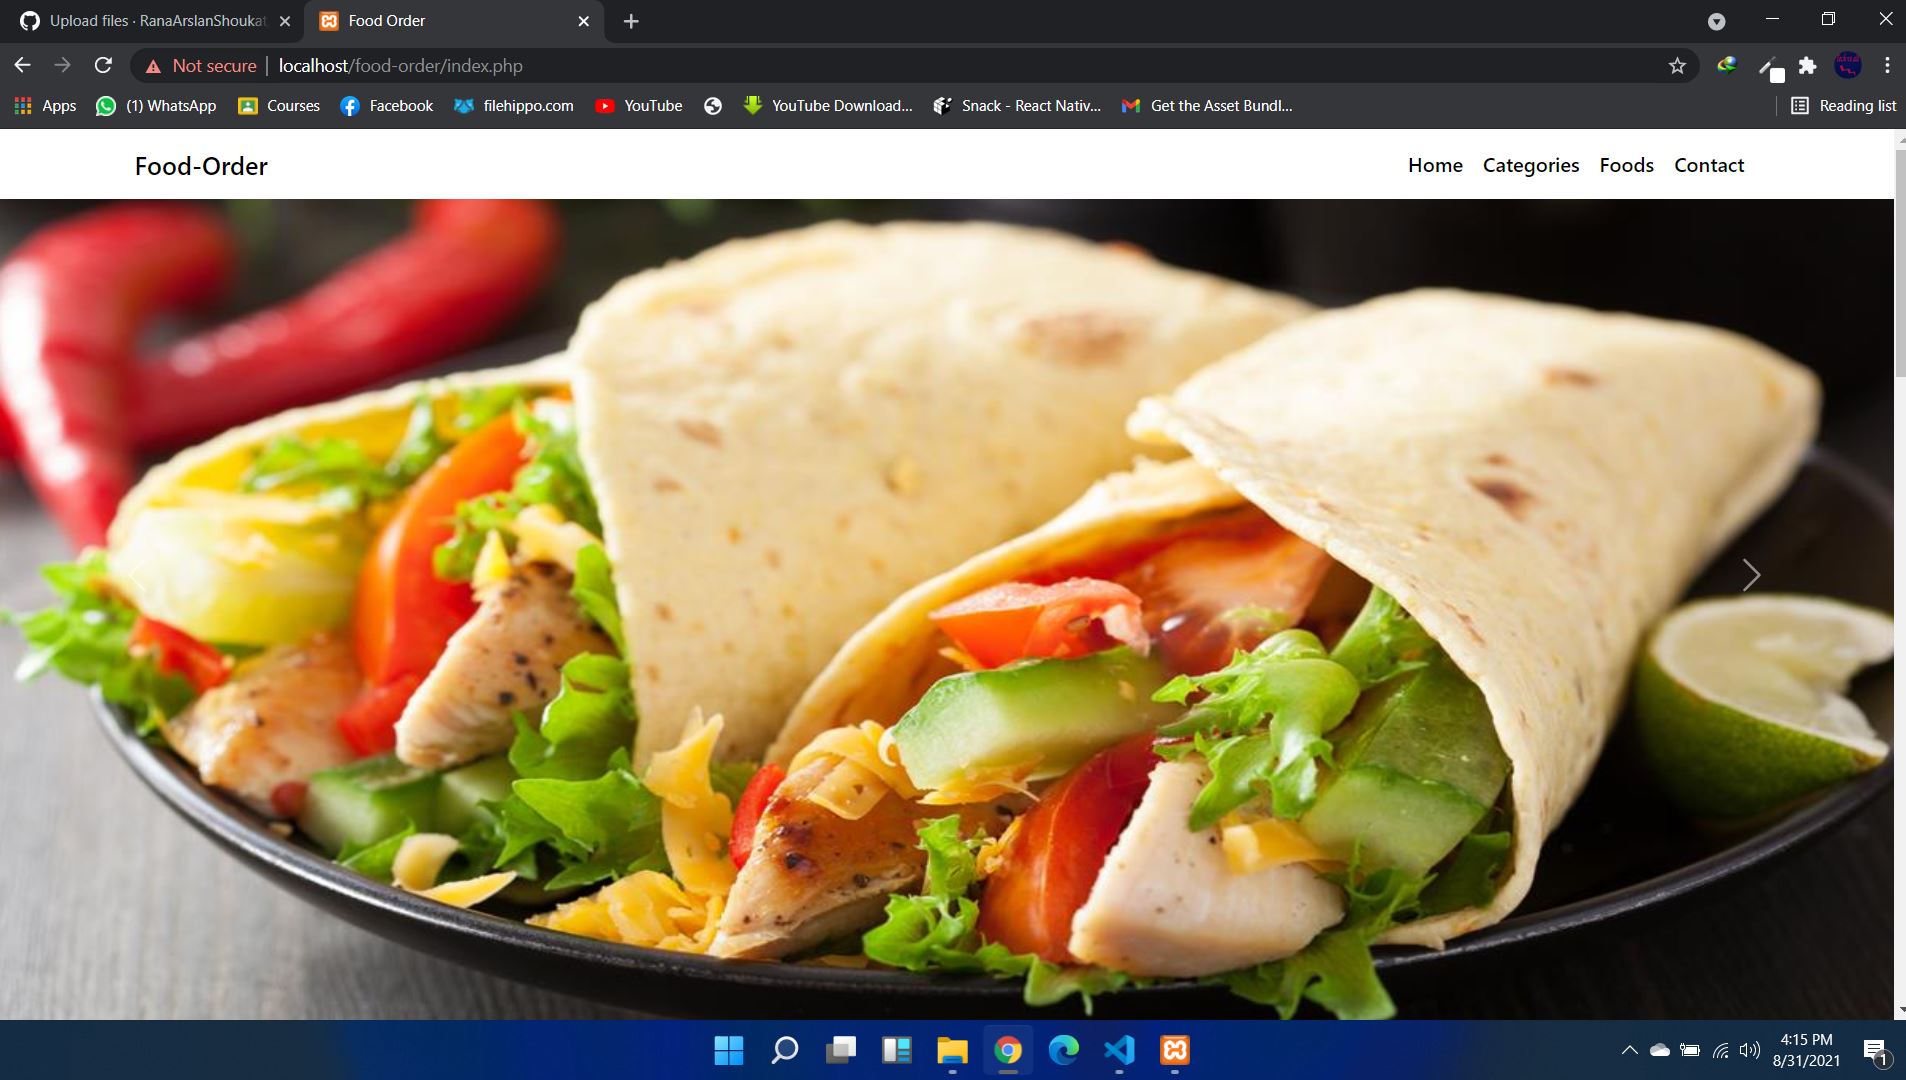 Upload files · RanaArslanShoukat
Food Order
Not secure
localhost/food-order/index.php
Apps
(1) WhatsApp
Courses
Facebook
filehippo.com
YouTube
YouTube Download...
Snack - React Nativ...
Get the Asset Bundl...
Reading list
Food-Order
Home
Categories
Foods
Contact
4:15 PM
8/31/2021
1